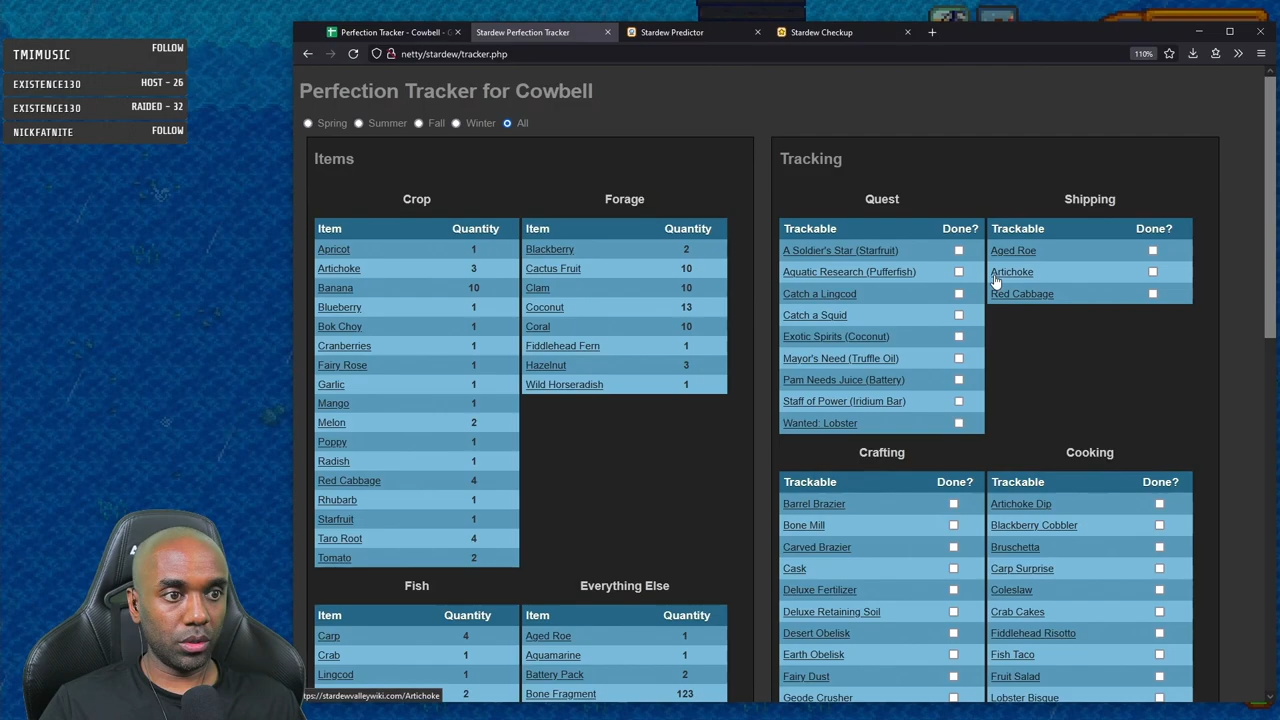 TMIMUSIC FOLLOW
EXISTENCE130 HOST - 26
EXISTENCE130 RAIDED - 32
NICKFATNITE FOLLOW
Perfection Tracker - Cowbell - G
Stardew Perfection Tracker
Stardew Predictor
Stardew Checkup
netty/stardew/tracker.php
110%
Perfection Tracker for Cowbell
Spring Summer Fall Winter All
Items
Crop
Item Quantity
Apricot 1
Artichoke 3
Banana 10
Blueberry 1
Bok Choy 1
Cranberries 1
Fairy Rose 1
Garlic 1
Mango 1
Melon 2
Poppy 1
Radish 1
Red Cabbage 4
Rhubarb 1
Starfruit 1
Taro Root 4
Tomato 2
Forage
Item Quantity
Blackberry 2
Cactus Fruit 10
Clam 10
Coconut 13
Coral 10
Fiddlehead Fern 1
Hazelnut 3
Wild Horseradish 1
Fish
Item Quantity
Carp 4
Crab 1
Lingcod 1
2
Everything Else
Item Quantity
Aged Roe 1
Aquamarine 1
Battery Pack 2
Bone Fragment 123
Tracking
Quest
Trackable Done?
A Soldier's Star (Starfruit)
Aquatic Research (Pufferfish)
Catch a Lingcod
Catch a Squid
Exotic Spirits (Coconut)
Mayor's Need (Truffle Oil)
Pam Needs Juice (Battery)
Staff of Power (Iridium Bar)
Wanted: Lobster
Shipping
Trackable Done?
Aged Roe
Artichoke
Red Cabbage
Crafting
Trackable Done?
Barrel Brazier
Bone Mill
Carved Brazier
Cask
Deluxe Fertilizer
Deluxe Retaining Soil
Desert Obelisk
Earth Obelisk
Fairy Dust
Geode Crusher
Cooking
Trackable Done?
Artichoke Dip
Blackberry Cobbler
Bruschetta
Carp Surprise
Coleslaw
Crab Cakes
Fiddlehead Risotto
Fish Taco
Fruit Salad
Lobster Bisque
tps://stardewvalleywiki.com/Artichoke